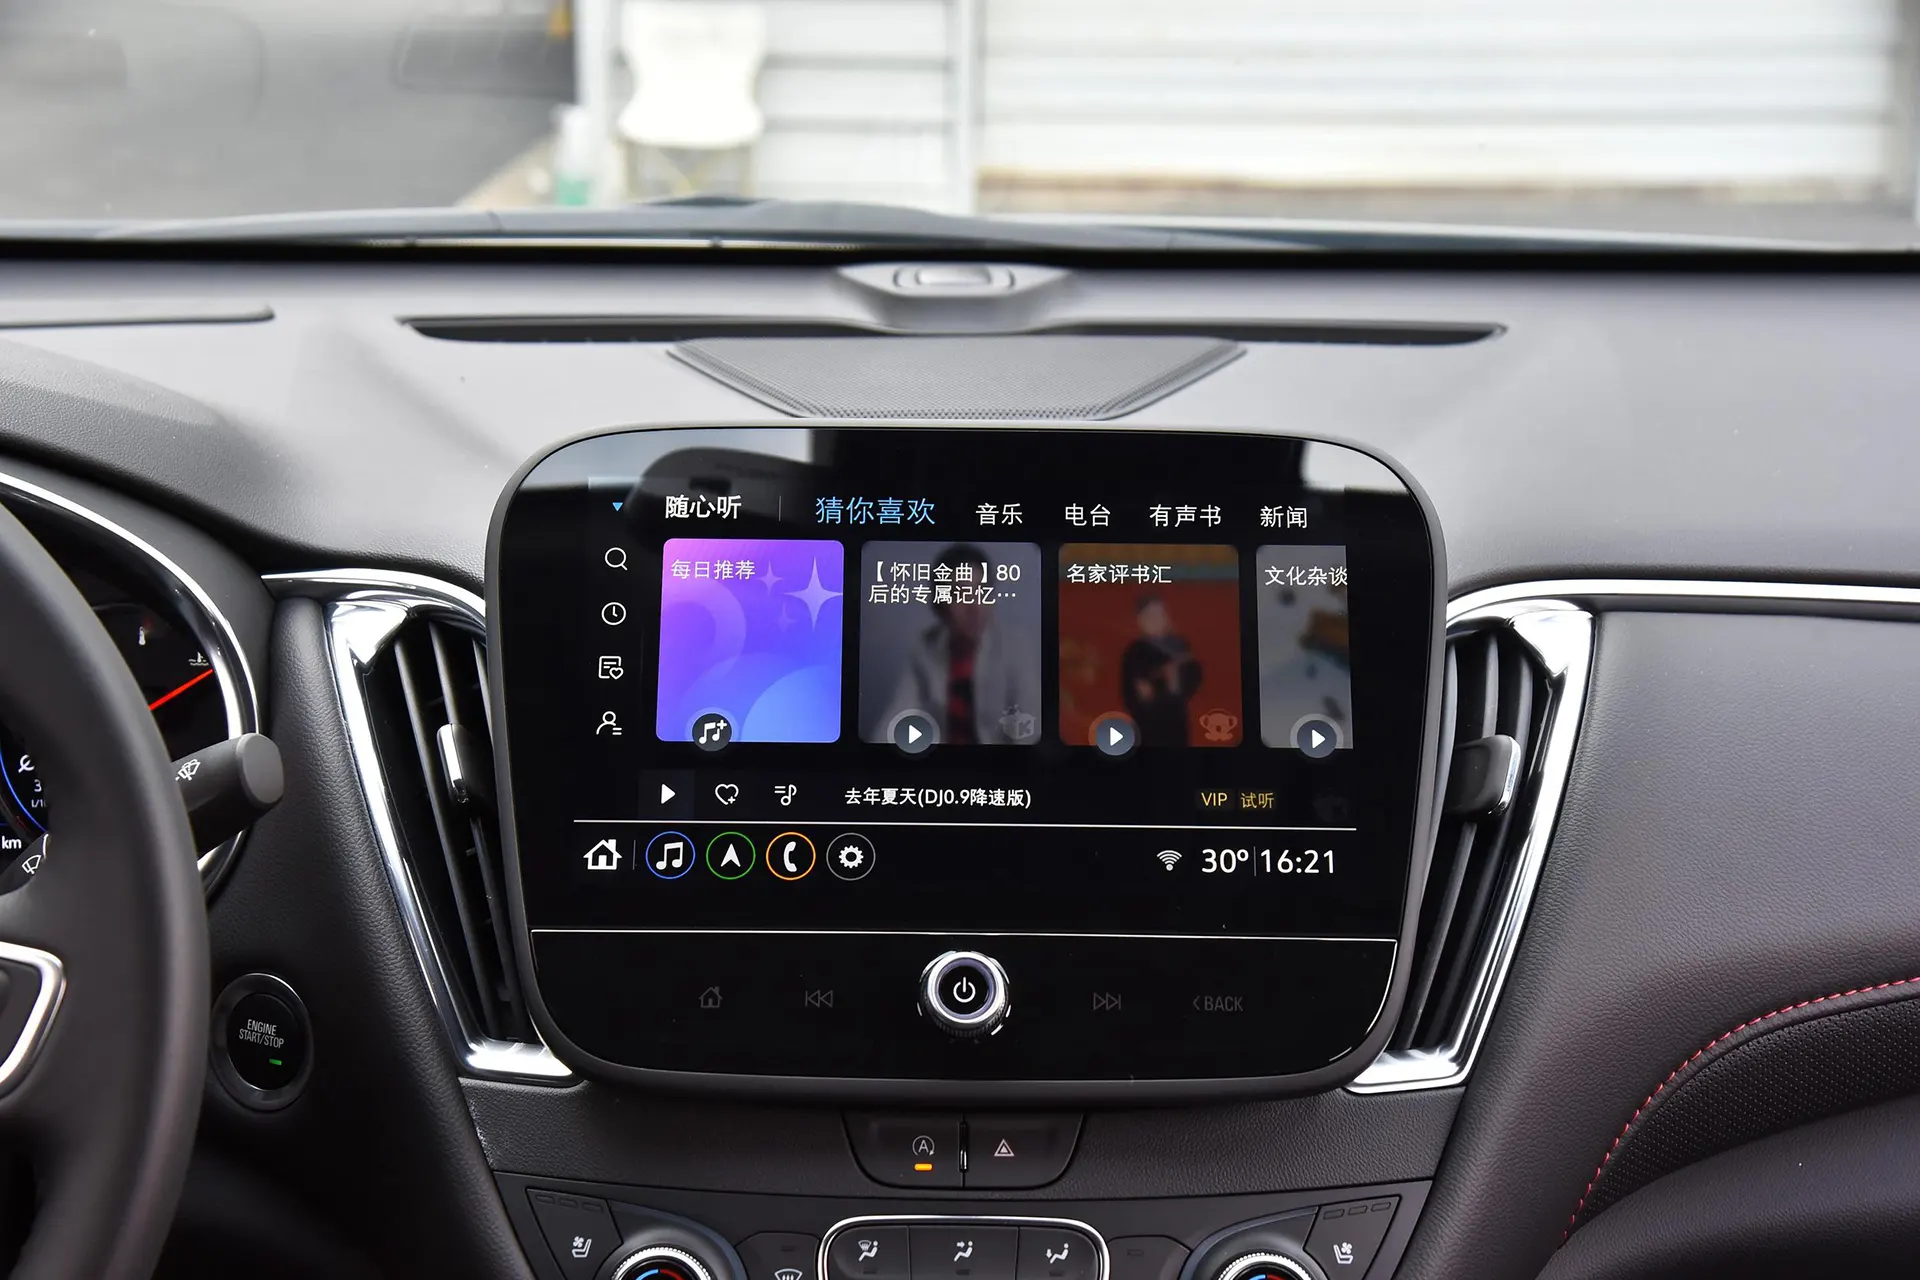 随心听
猜你喜欢
音乐
电台
有声书
新闻
每日推荐
【怀旧金曲】80
后的专属记忆…
名家评书汇
文化杂谈
去年夏天(DJ0.9降速版)
VIP 试听
30° 16:21
BACK
km
ENGINE
START/STOP
A